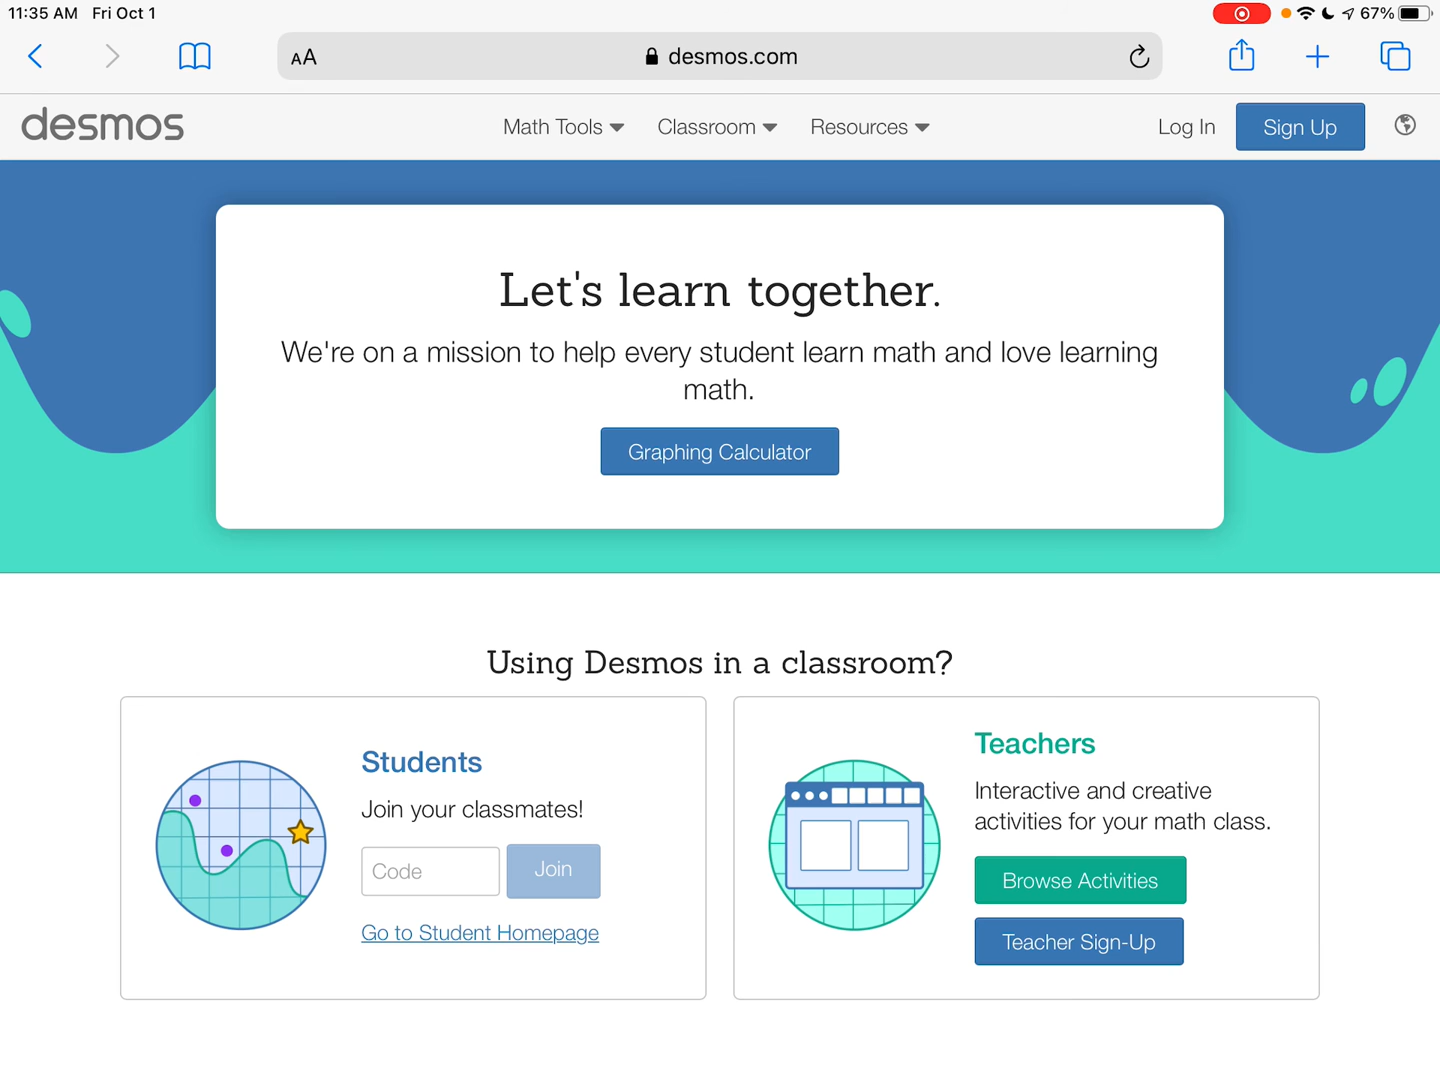 11:35 AM Fri Oct 1 67%
AA desmos.com
desmos Math Tools Classroom Resources Log In Sign Up
Let's learn together.
We're on a mission to help every student learn math and love learning
math.
Graphing Calculator
Using Desmos in a classroom?
Students
Join your classmates!
Code Join
Go to Student Homepage
Teachers
Interactive and creative
activities for your math class.
Browse Activities
Teacher Sign-Up